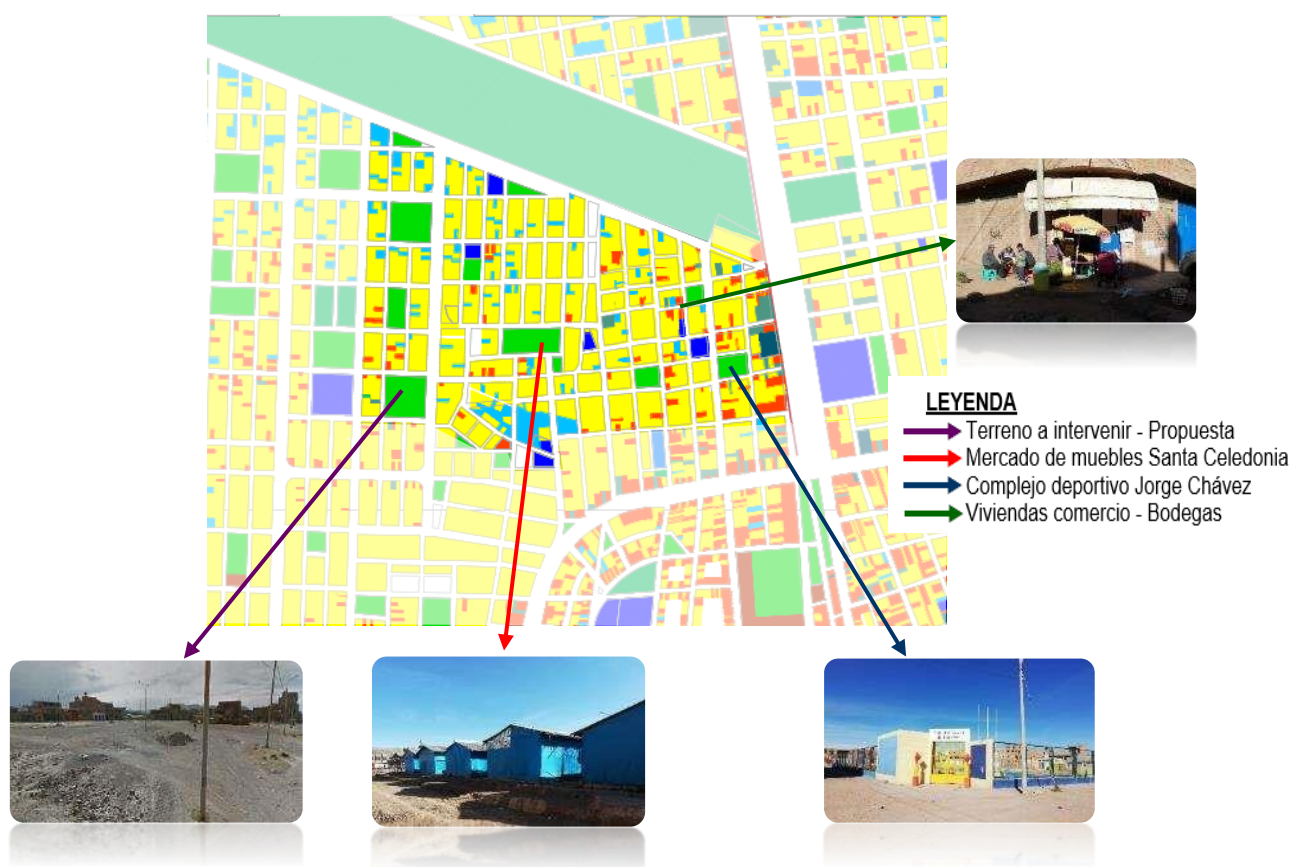 LEYENDA
Terreno a intervenir - Propuesta
Mercado de muebles Santa Celedonia
Complejo deportivo Jorge Chávez
Viviendas comercio - Bodegas